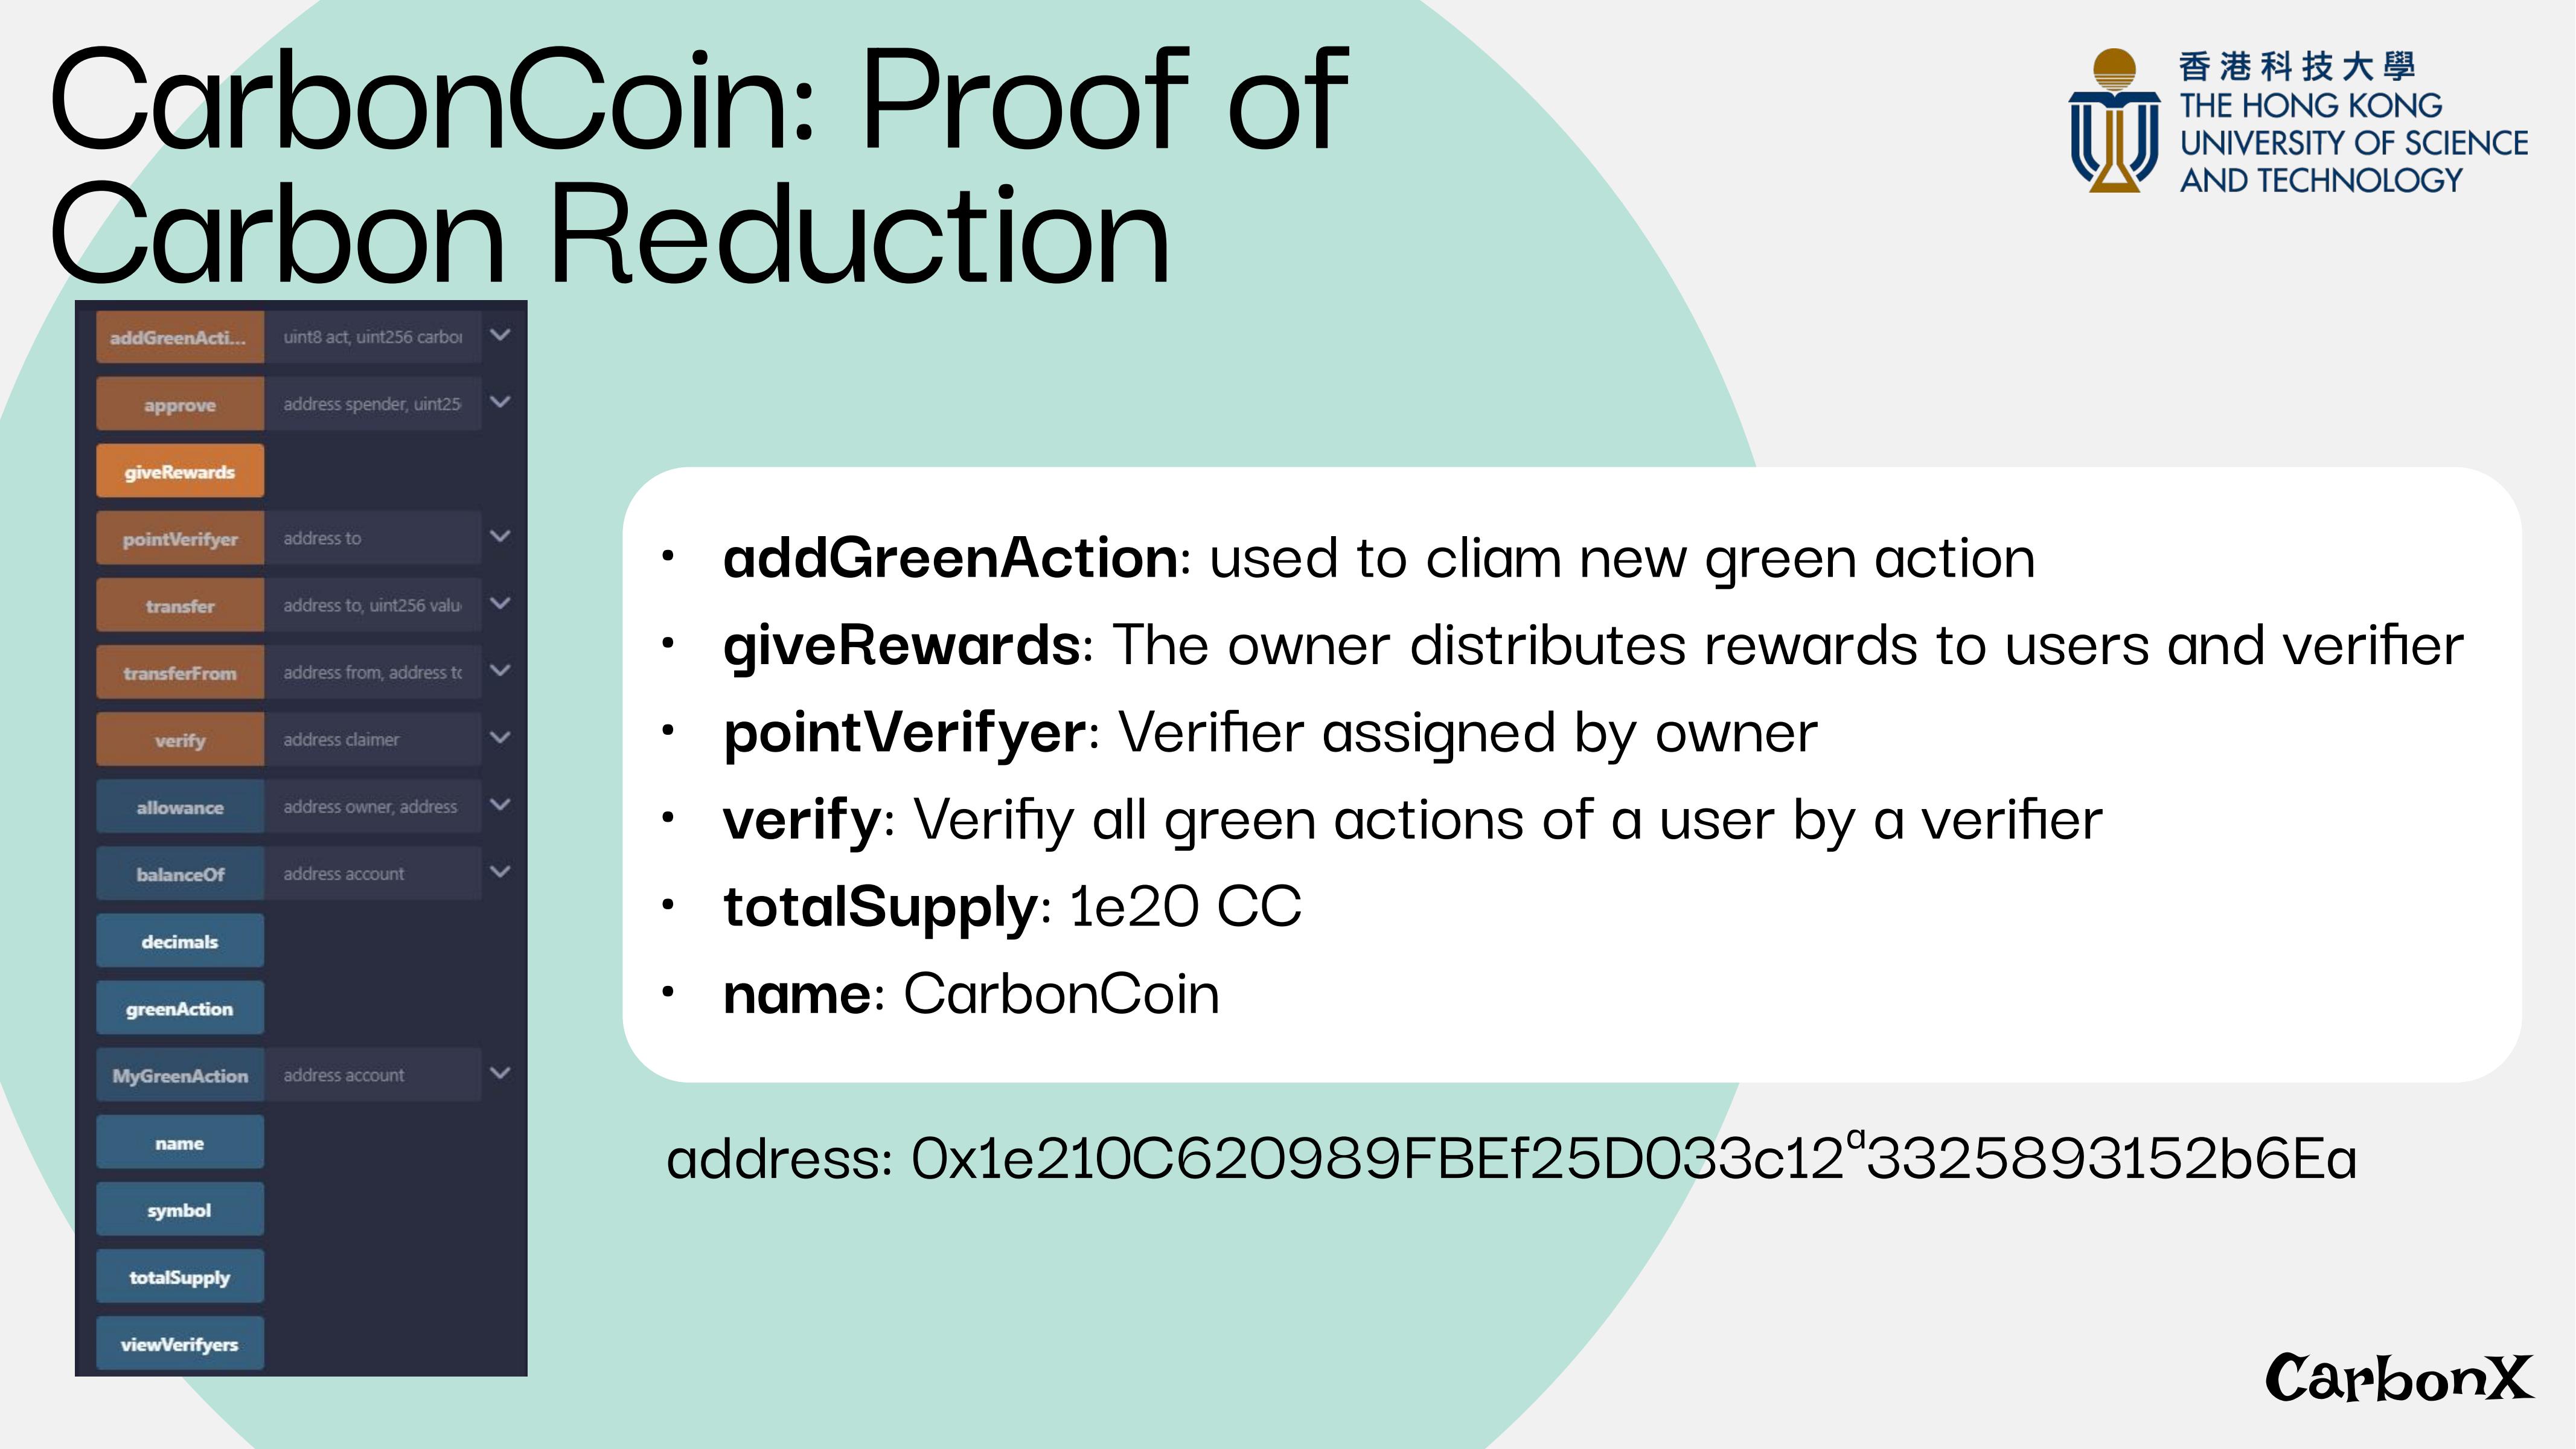 CarbonCoin: Proof of
Carbon Reduction
香港科技大學
THE HONG KONG
UNIVERSITY OF SCIENCE
AND TECHNOLOGY
addGreenActi... uint8 act, uint256 carbo
approve address spender, uint25
giveRewards
pointVerifyer address to
transfer address to, uint256 valu
transferFrom address from, address to
verify address claimer
allowance address owner, address
balanceOf address account
decimals
greenAction
MyGreenAction address account
name
symbol
totalSupply
viewVerifyers
• addGreenAction: used to cliam new green action
• giveRewards: The owner distributes rewards to users and verifier
• pointVerifyer: Verifier assigned by owner
• verify: Verifiy all green actions of a user by a verifier
• totalSupply: 1e20 CC
• name: CarbonCoin
address: 0x1e210C620989FBEf25D033c12ª3325893152b6Ea
CarbonX